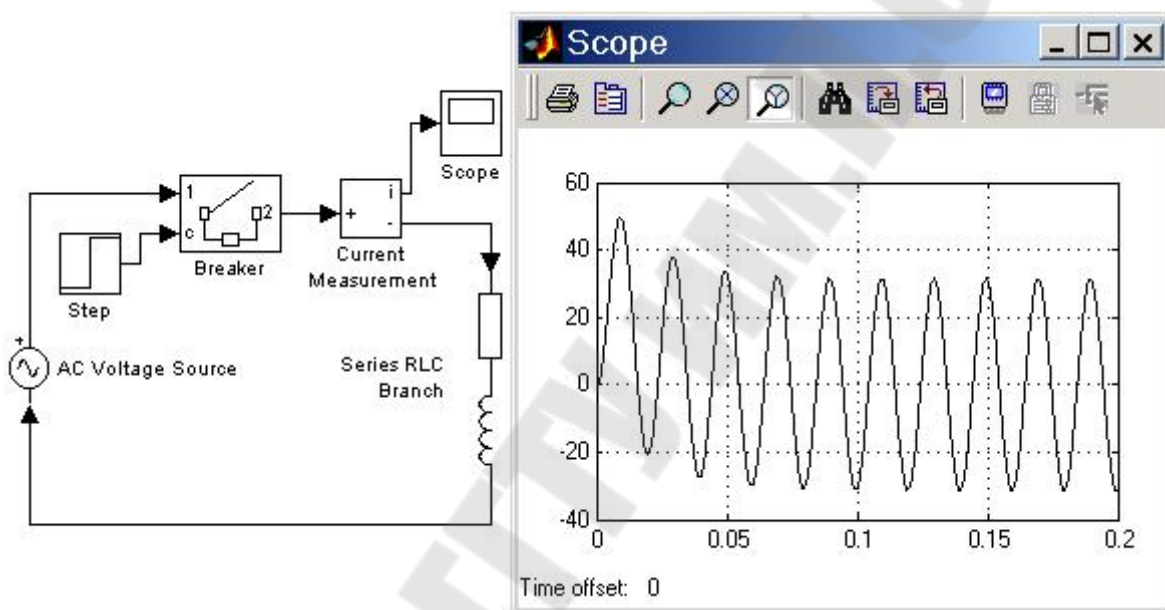 Scope
i
-
+
Scope
1
2
c
Breaker
Current
Measurement
Step
+
AC Voltage Source
Series RLC
Branch
60
40
20
0
-20
-40
0
0.05
0.1
0.15
0.2
Time offset: 0